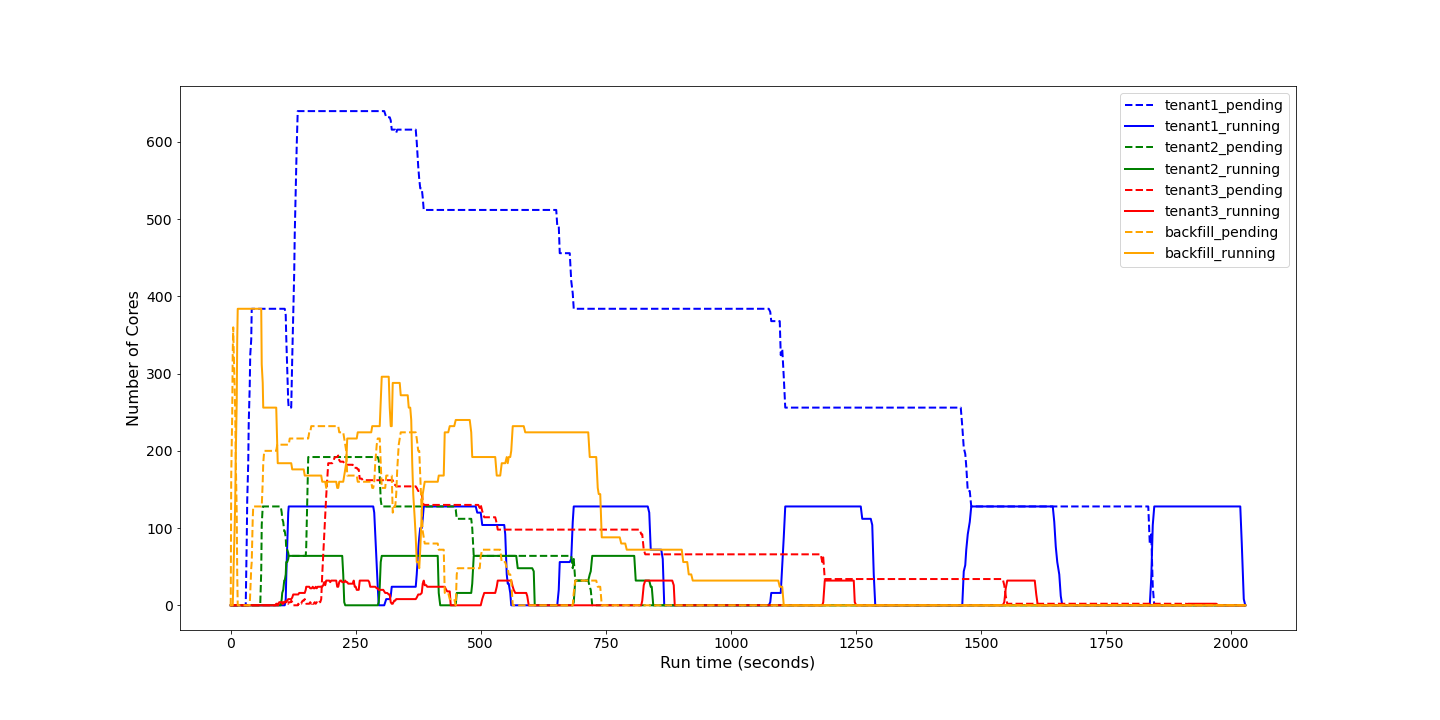 tenant1_pending
tenant1_running
tenant2_pending
tenant2_running
tenant3_pending
tenant3_running
backfill_pending
backfill_running
Number of Cores
600
500
400
300
200
100
0
0 250 500 750 1000 1250 1500 1750 2000
Run time (seconds)